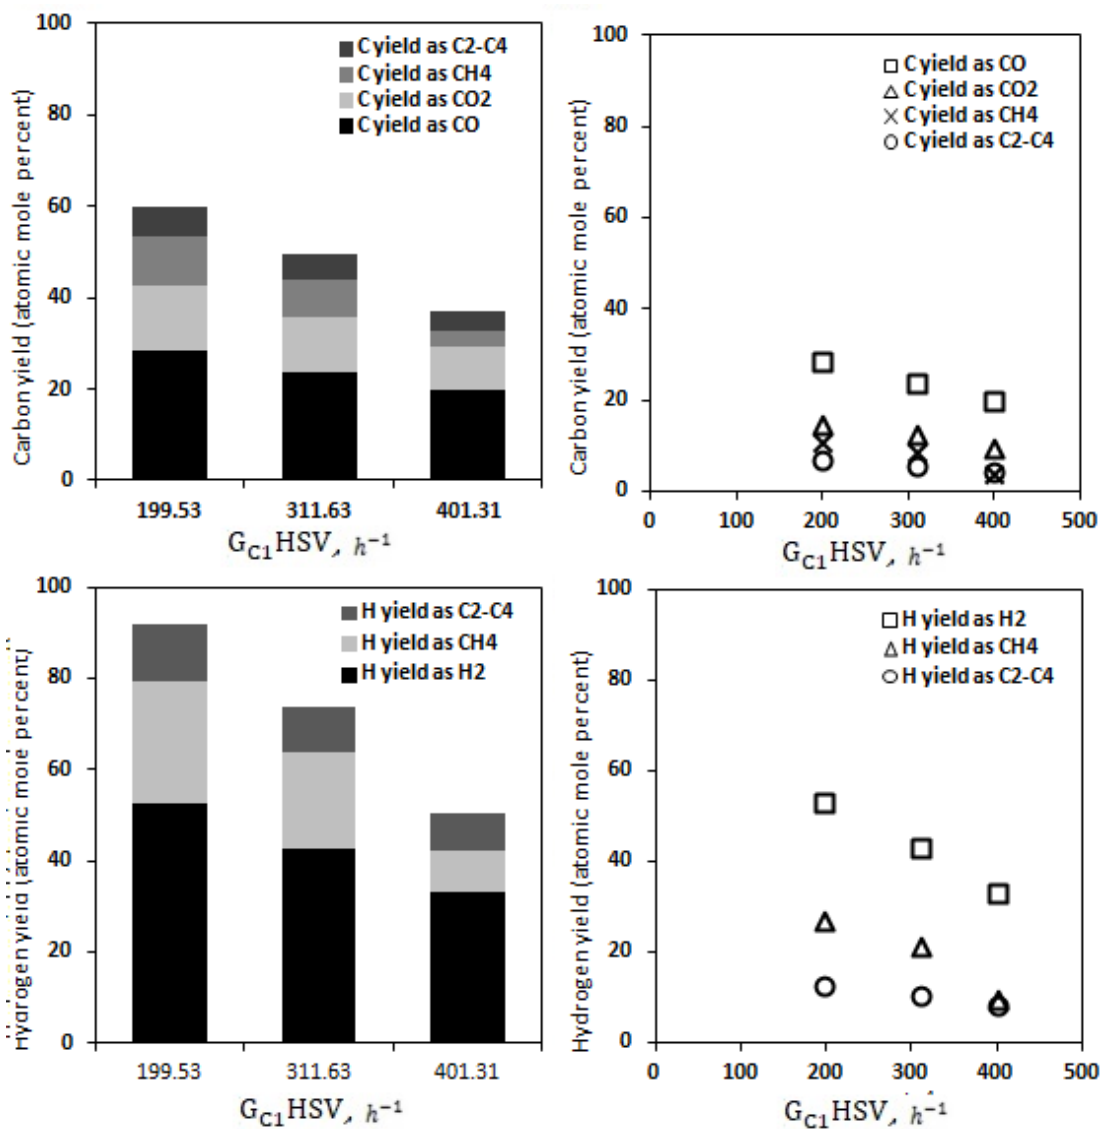 Carbon yield (atomic mole percent)
100
80
60
40
20
0
C yield as C2-C4
C yield as CH4
C yield as CO2
C yield as CO
199.53 311.63 401.31
G_C1HSV, h⁻¹
Carbon yield (atomic mole percent)
100
80
60
40
20
0
C yield as CO
C yield as CO2
C yield as CH4
C yield as C2-C4
0 100 200 300 400 500
G_C1HSV, h⁻¹
Hydrogen yield (atomic mole percent)
100
80
60
40
20
0
H yield as C2-C4
H yield as CH4
H yield as H2
199.53 311.63 401.31
G_C1HSV, h⁻¹
Hydrogen yield (atomic mole percent)
100
80
60
40
20
0
H yield as H2
H yield as CH4
H yield as C2-C4
0 100 200 300 400 500
G_C1HSV, h⁻¹